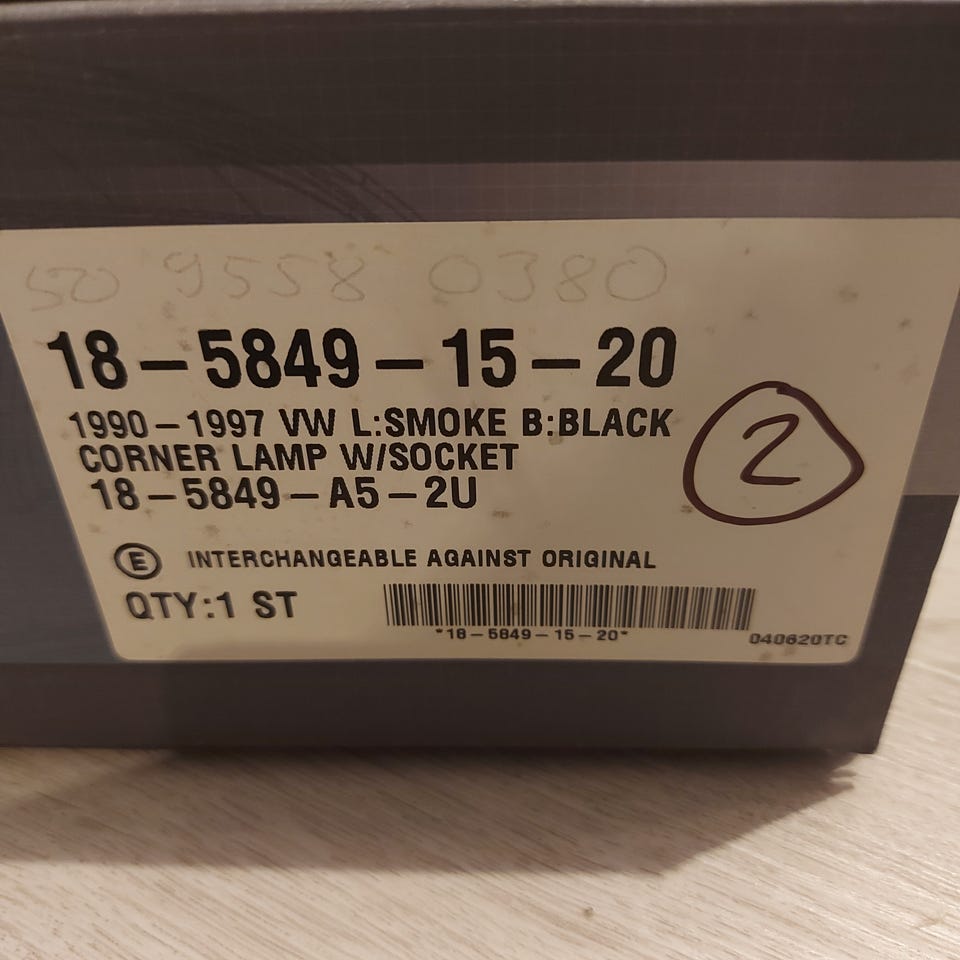 50 9558 0380
18-5849-15-20
1990-1997 VW L:SMOKE B:BLACK
CORNER LAMP W/SOCKET
18-5849-A5-2U
2
E INTERCHANGEABLE AGAINST ORIGINAL
QTY:1 ST
*18-5849-15-20*
040620TC